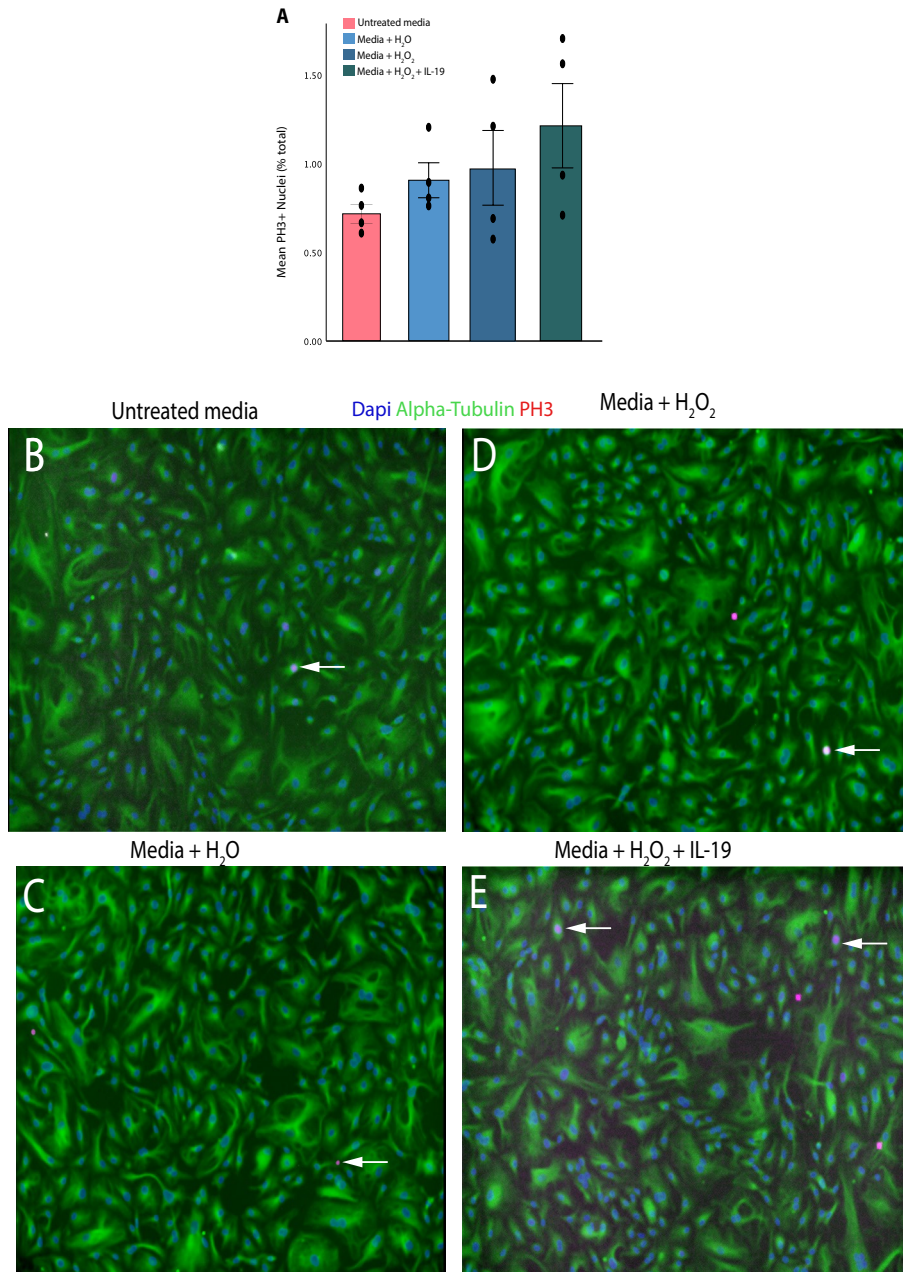 A
Untreated media
Media + H₂O
Media + H₂O₂
Media + H₂O₂ + IL-19
Mean PH3+ Nuclei (% total)
1.50
1.00
0.50
0.00
Untreated media
Dapi Alpha-Tubulin PH3
Media + H₂O₂
B
D
Media + H₂O
Media + H₂O₂ + IL-19
C
E